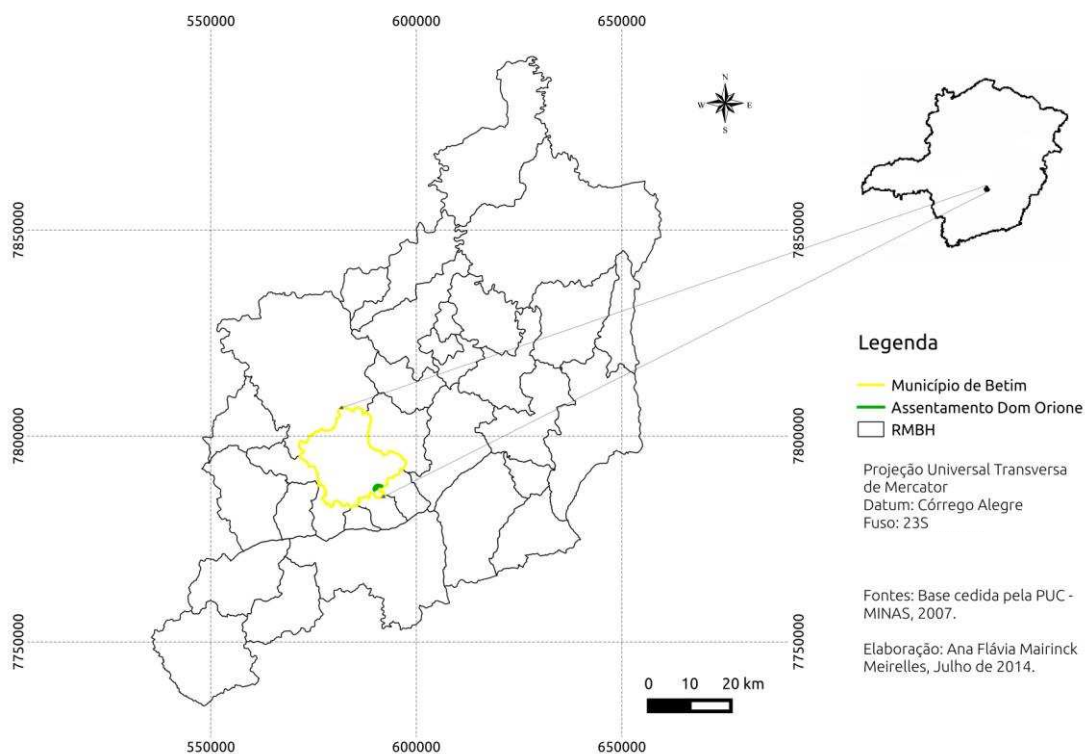 550000
600000
650000
N
W
E
S
7850000
7850000
7800000
7800000
7750000
7750000
Legenda
Município de Betim
Assentamento Dom Orione
RMBH
Projeção Universal Transversa
de Mercator
Datum: Córrego Alegre
Fuso: 23S
Fontes: Base cedida pela PUC -
MINAS, 2007.
Elaboração: Ana Flávia Mairinck
Meirelles, Julho de 2014.
0 10 20 km
550000
600000
650000